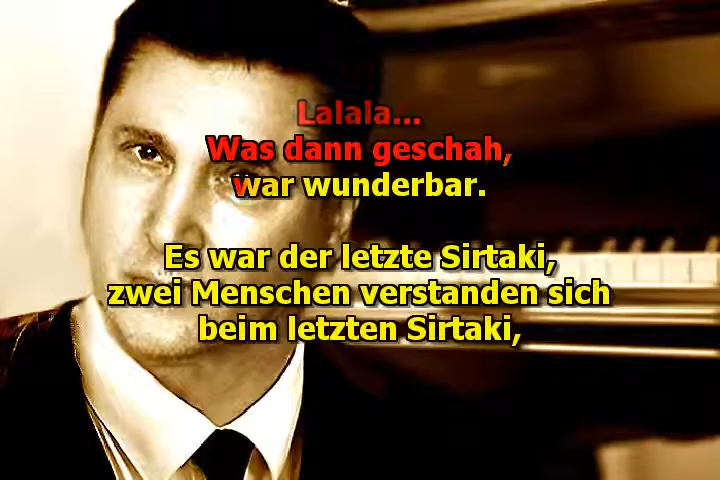 Lalala...
Was dann geschah,
war wunderbar.
Es war der letzte Sirtaki,
zwei Menschen verstanden sich
beim letzten Sirtaki,